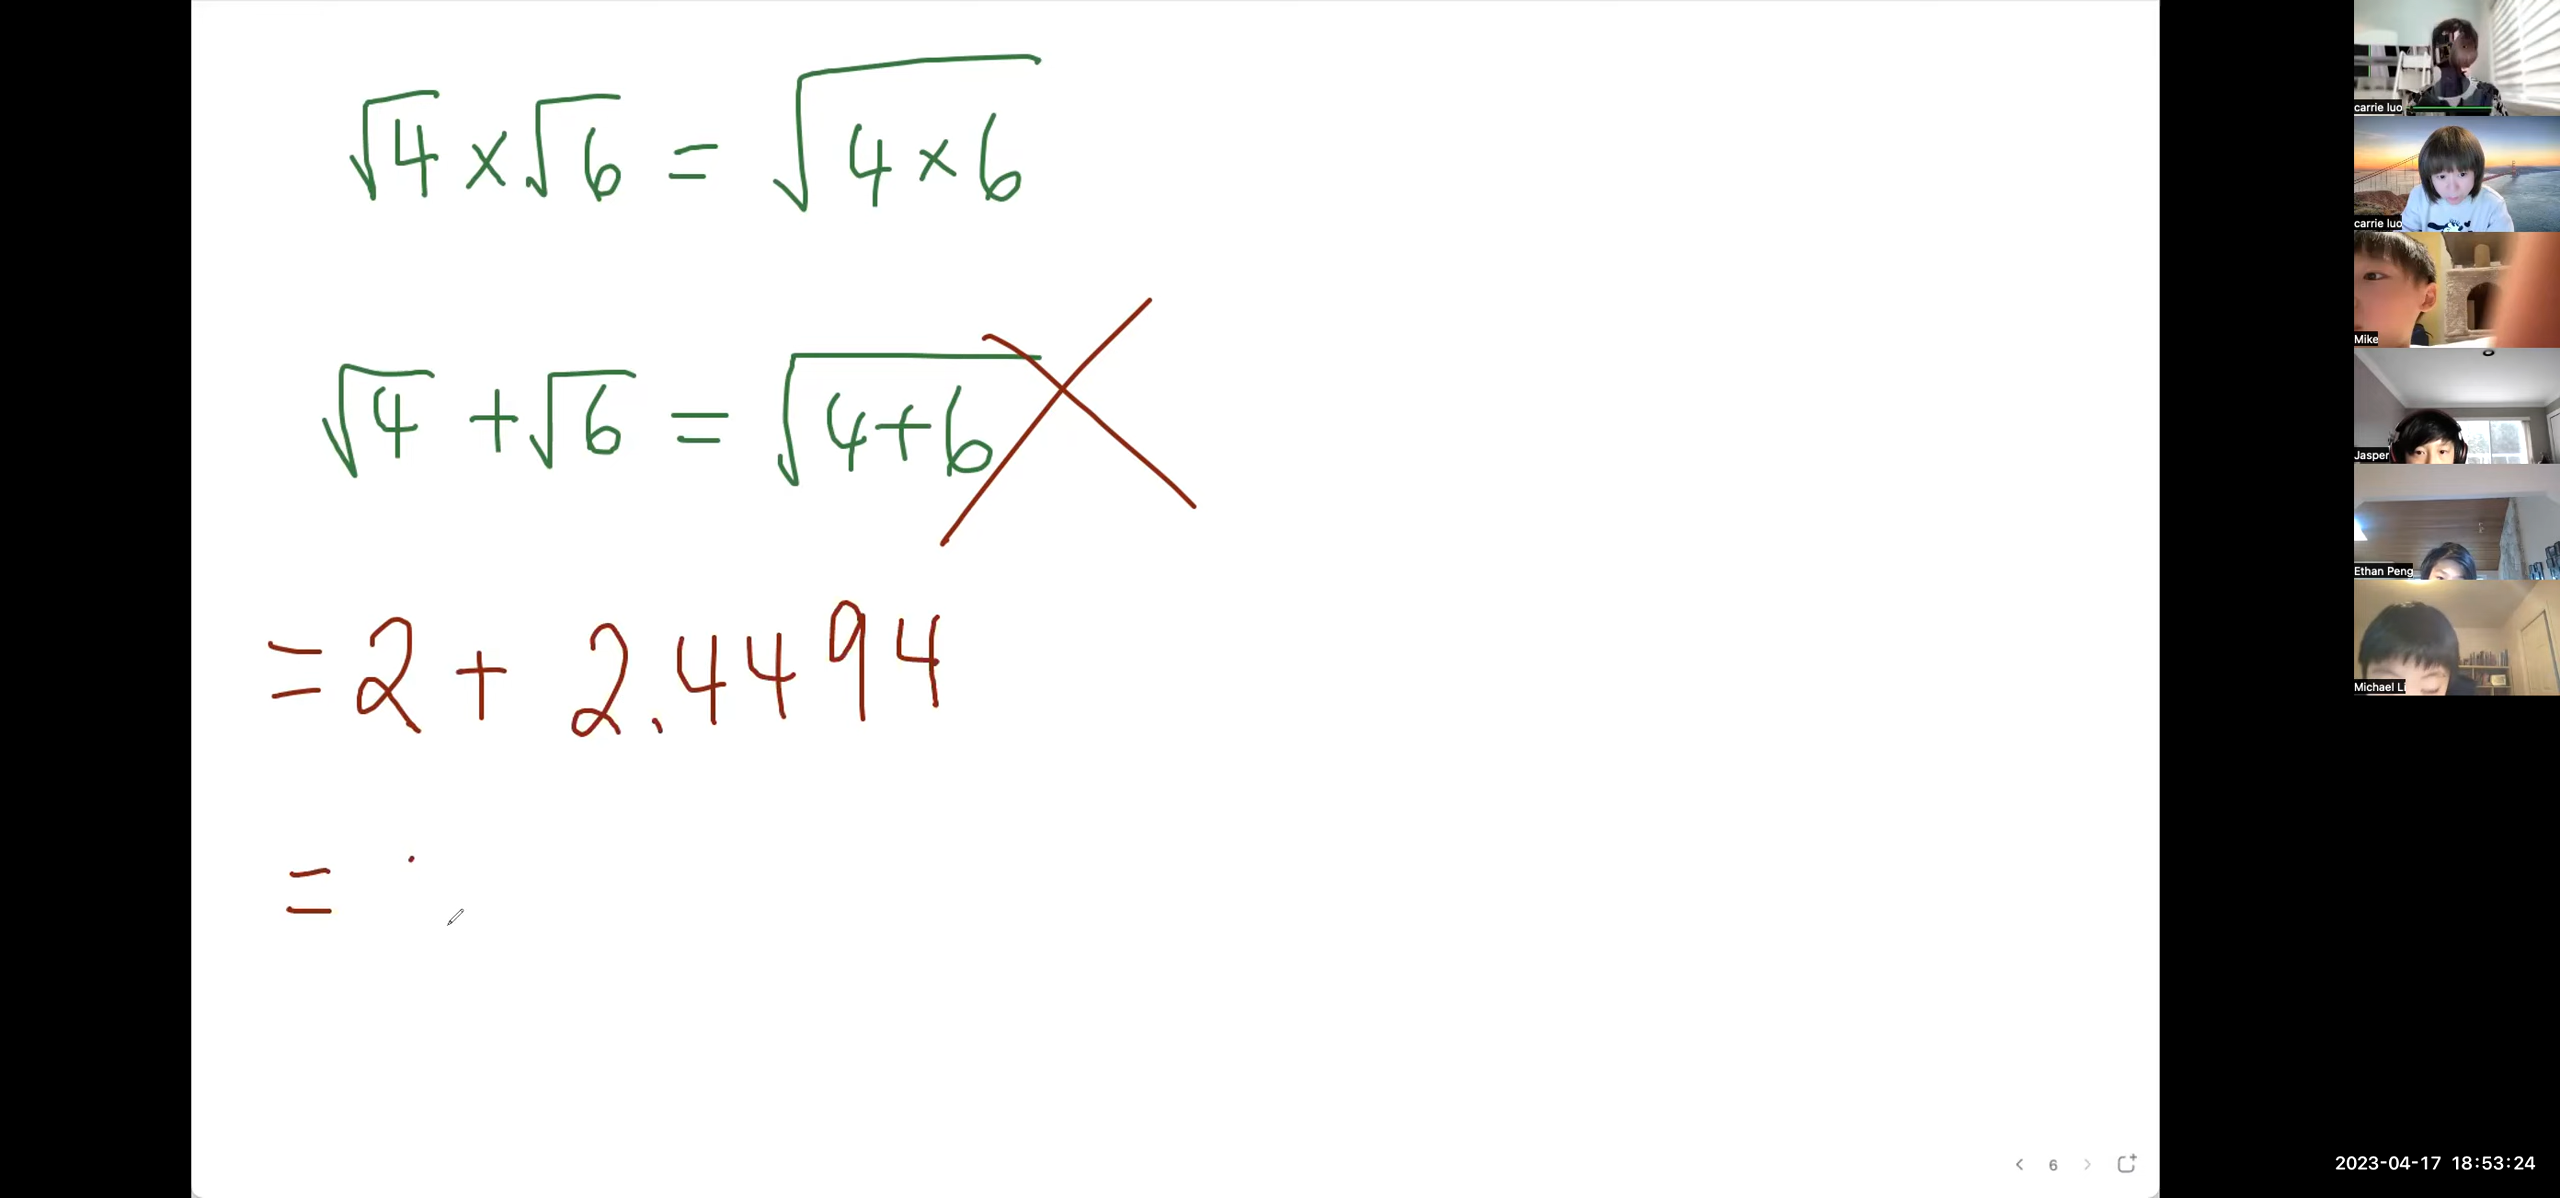 √4 × √6 = √4 × 6
√4 + √6 = √4+6
= 2 + 2.4494
=
carrie luo
carrie luo
Mike
Jasper
Ethan Peng
Michael Li
< 6 >
2023-04-17 18:53:24